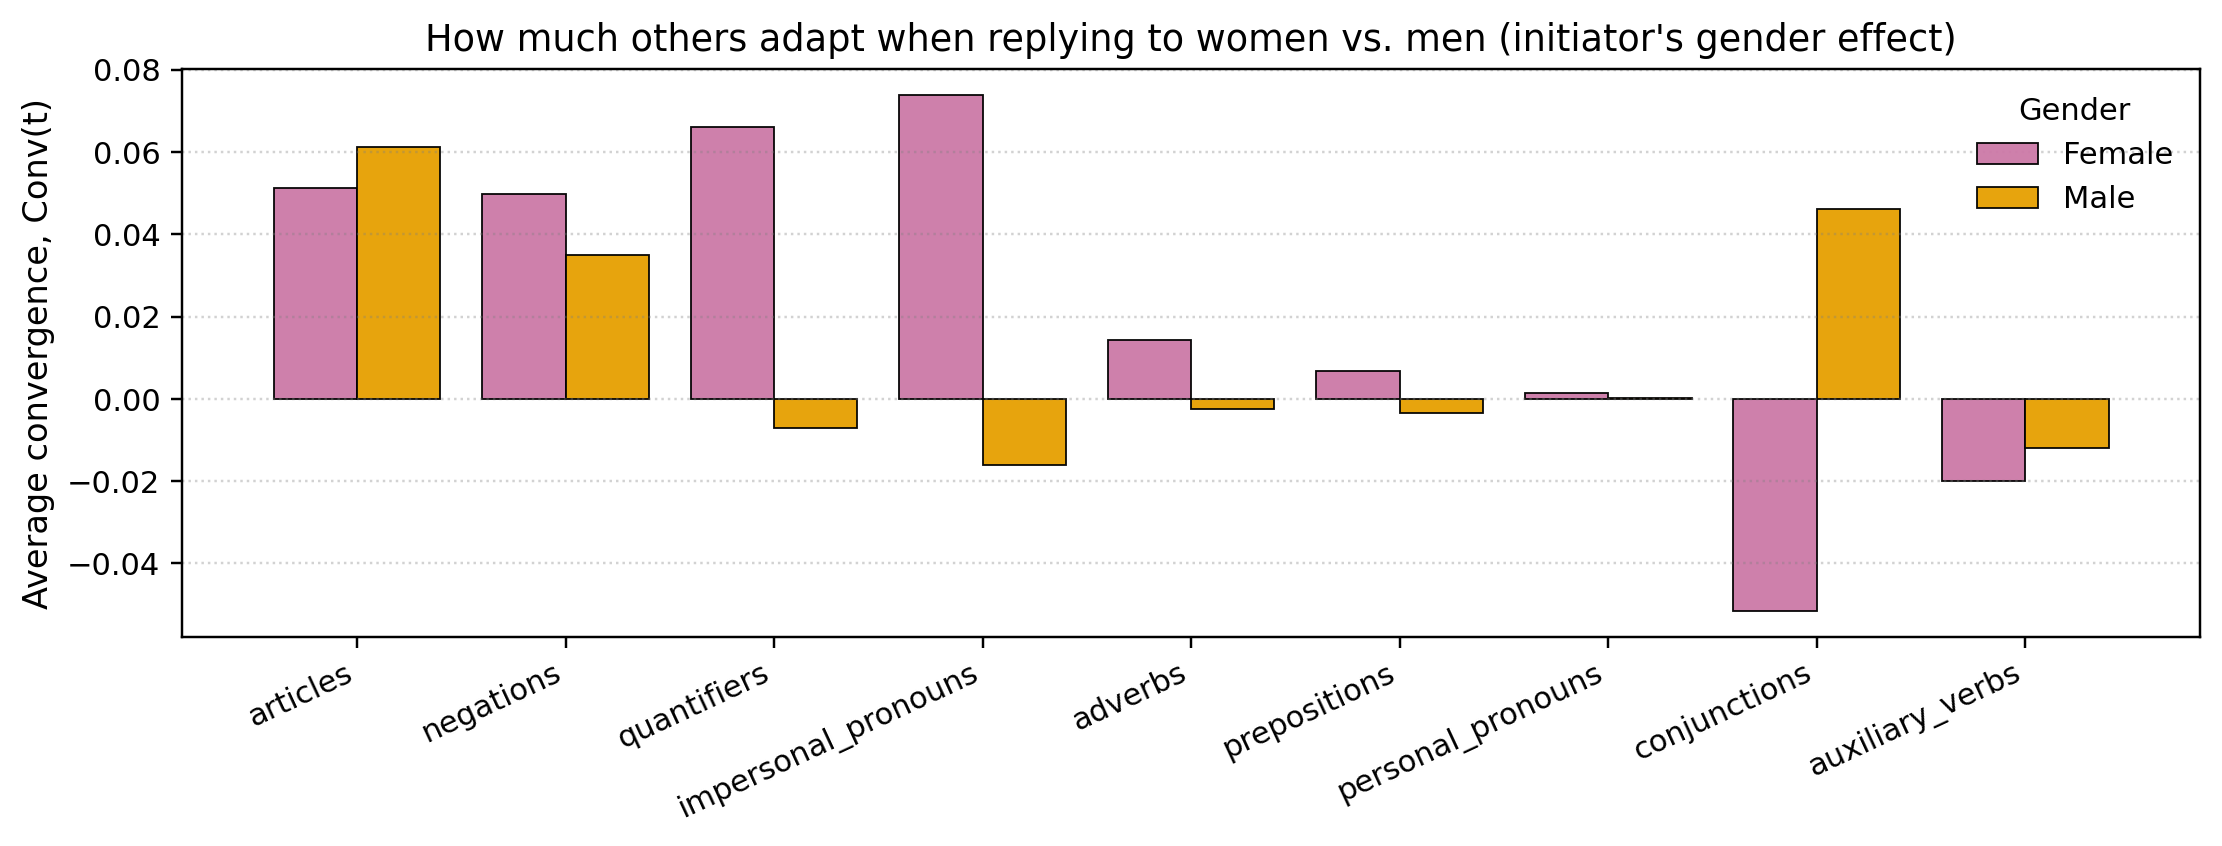 How much others adapt when replying to women vs. men (initiator's gender effect)
Average convergence, Conv(t)
0.08
0.06
0.04
0.02
0.00
−0.02
−0.04
Gender
Female
Male
articles
negations
quantifiers
impersonal_pronouns
adverbs
prepositions
personal_pronouns
conjunctions
auxiliary_verbs